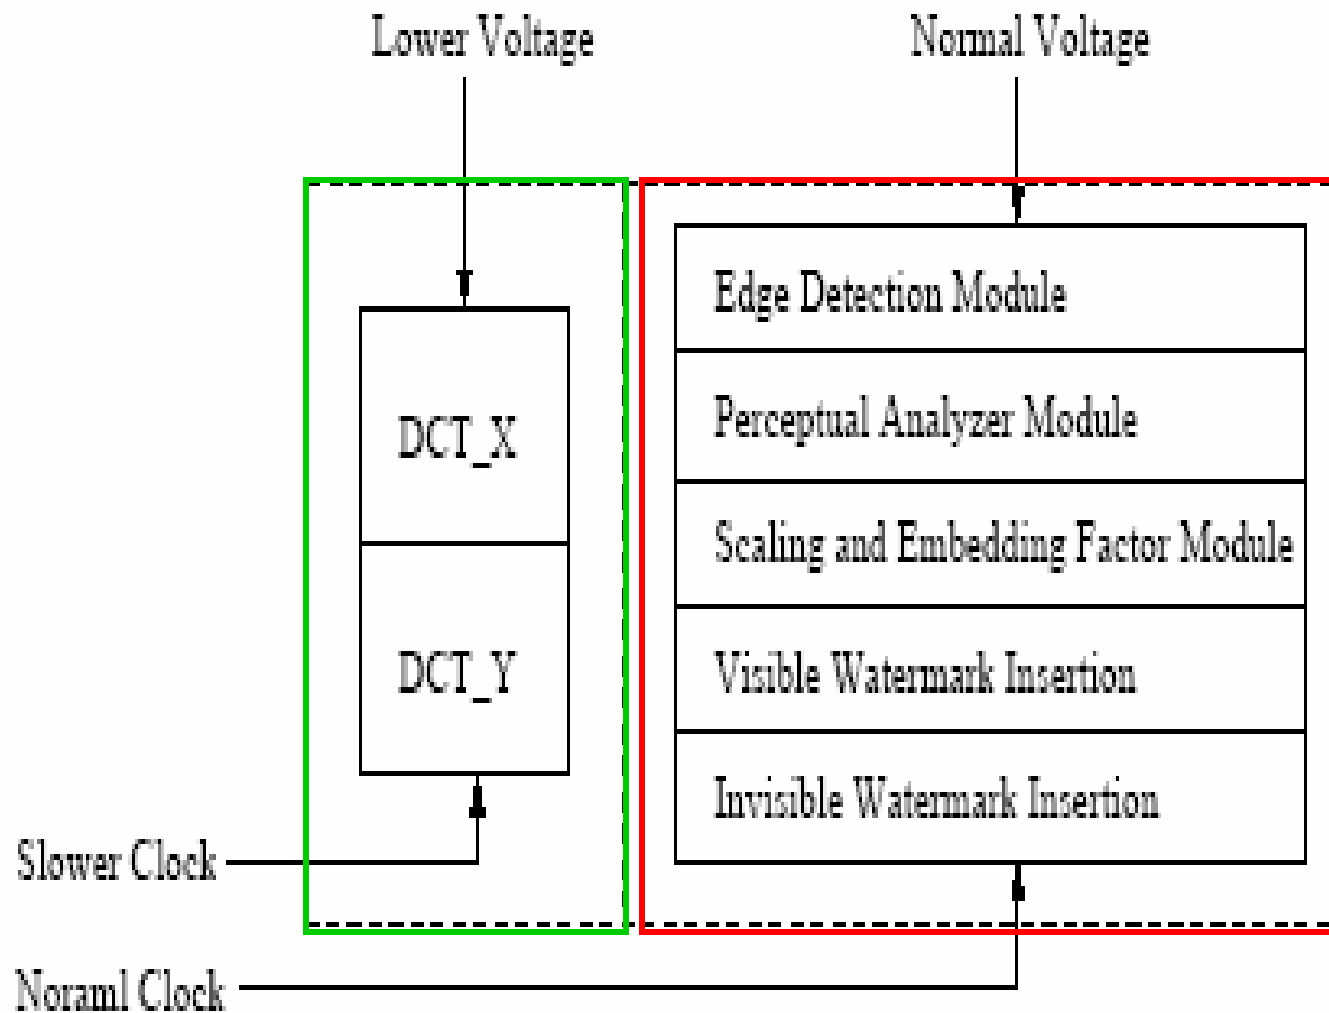 Lower Voltage
Normal Voltage
Edge Detection Module
Perceptual Analyzer Module
DCT_X
Scaling and Embedding Factor Module
DCT_Y
Visible Watermark Insertion
Invisible Watermark Insertion
Slower Clock
Noraml Clock